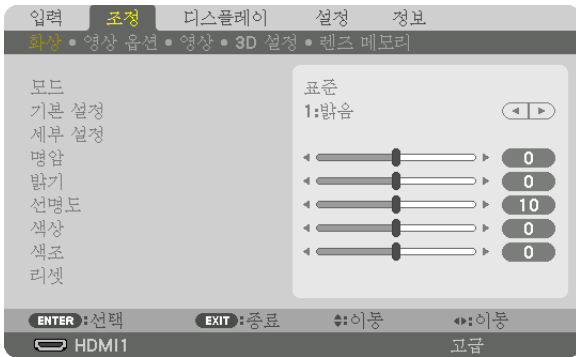 입력 조정 디스플레이 설정 정보
화상 • 영상 옵션 • 영상 • 3D 설정 • 렌즈 메모리
모드 표준
기본 설정 1:밝음
세부 설정
명암 0
밝기 0
선명도 10
색상 0
색조 0
리셋
ENTER:선택 EXIT:종료 :이동 :이동
HDMI1 고급